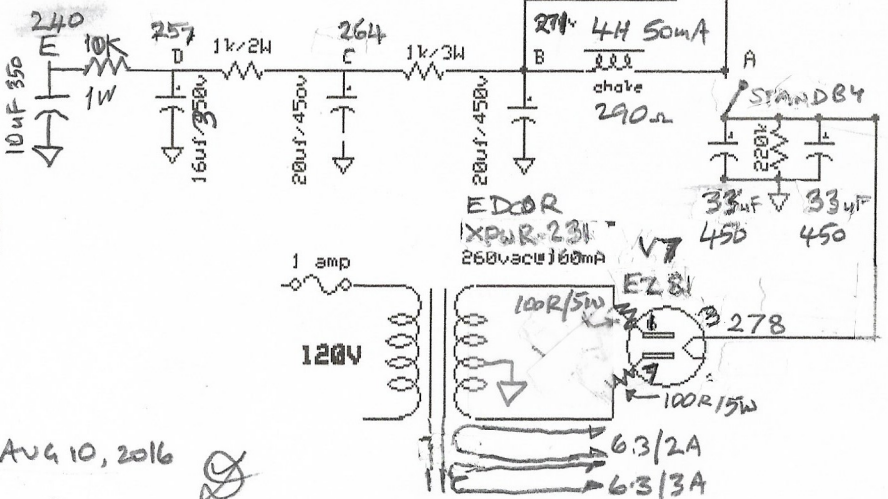 240
E
10K
1W
10uF 350
257
D
16uf/350v
1k/2W
264
C
20uf/450v
1k/3W
271v
B
20uf/450v
4H 50mA
choke
290Ω
A
STANDBY
220k
33uF
450
33uF
450
EDCOR
XPWR-231
260vac@100mA
V7
EZ81
1 amp
120V
100R/5W
6
3
7
278
100R/5W
6.3/2A
6.3/3A
AUG 10, 2016